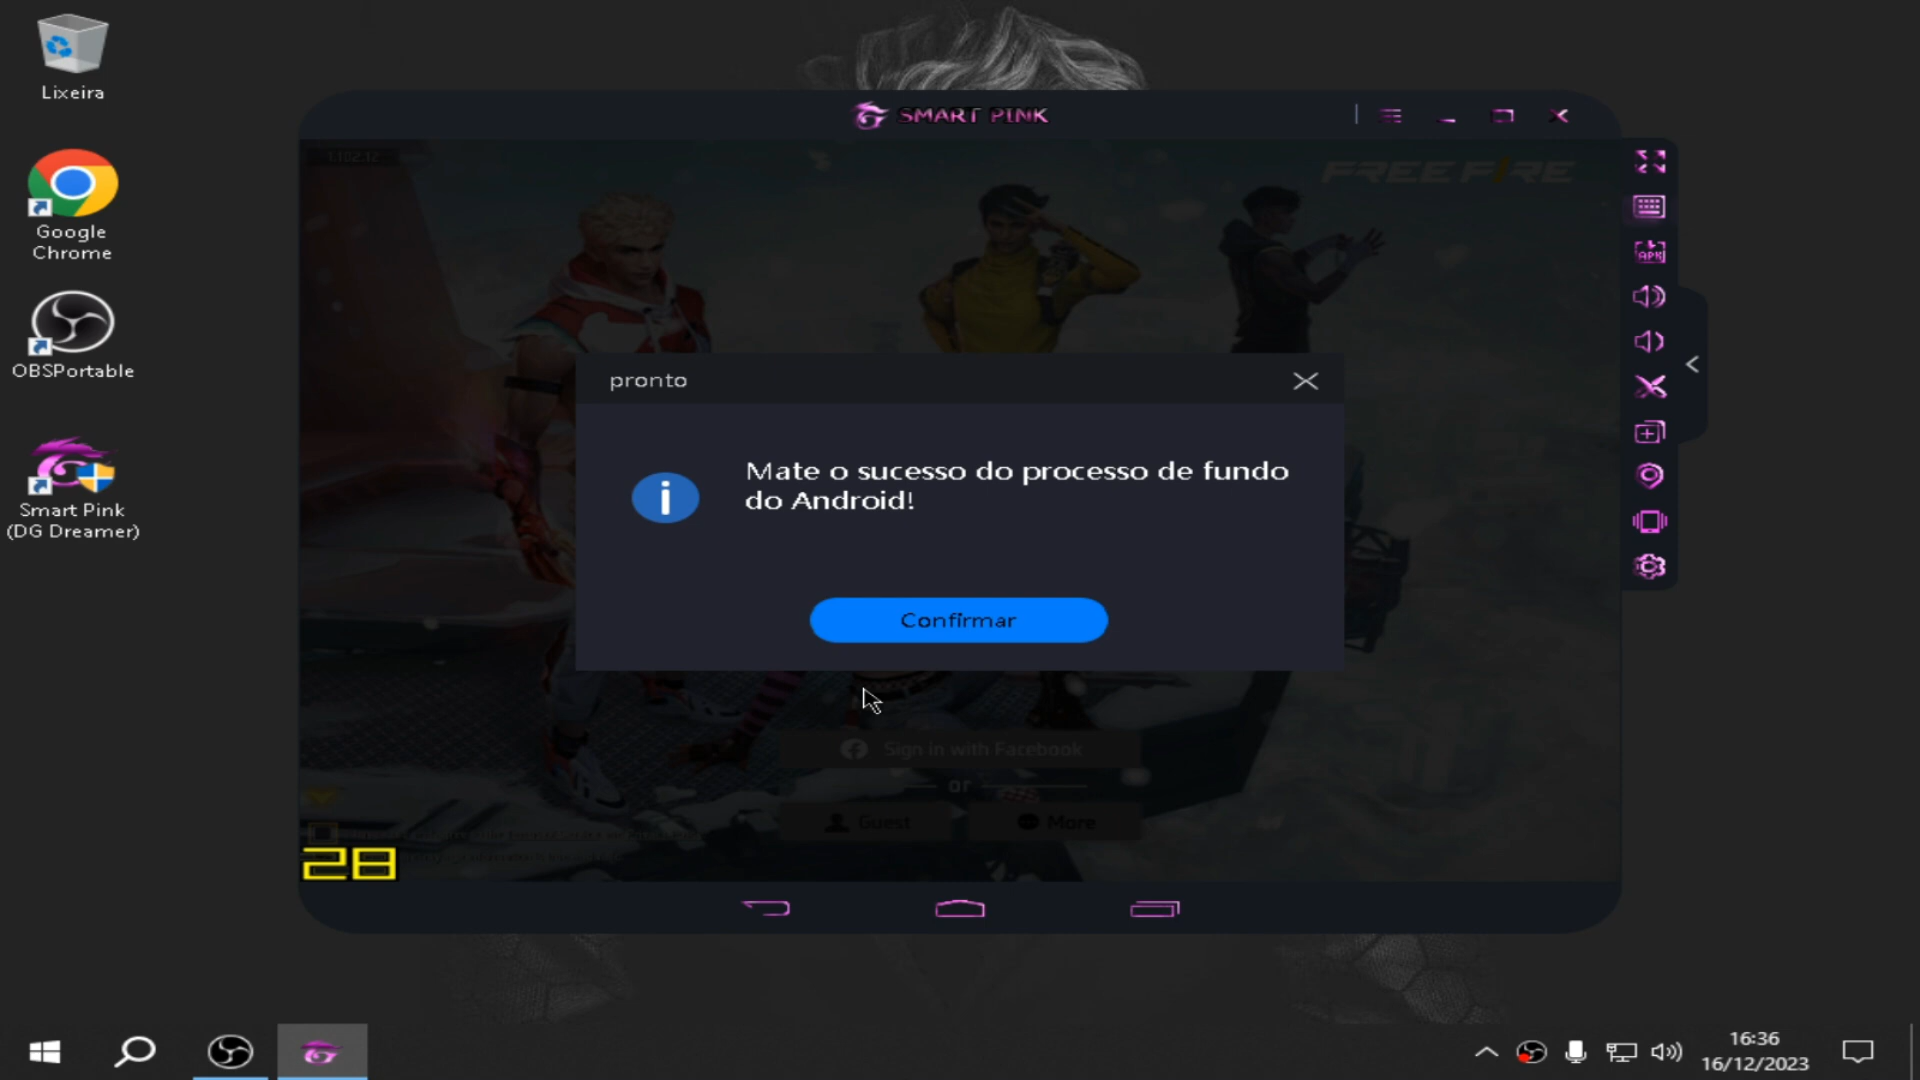 Lixeira
Google
Chrome
OBSPortable
Smart Pink
(DG Dreamer)
SMART PINK
FREE FIRE
APK
pronto
Mate o sucesso do processo de fundo
do Android!
Confirmar
Sign in with Facebook
or
Guest
More
28
16:36
16/12/2023